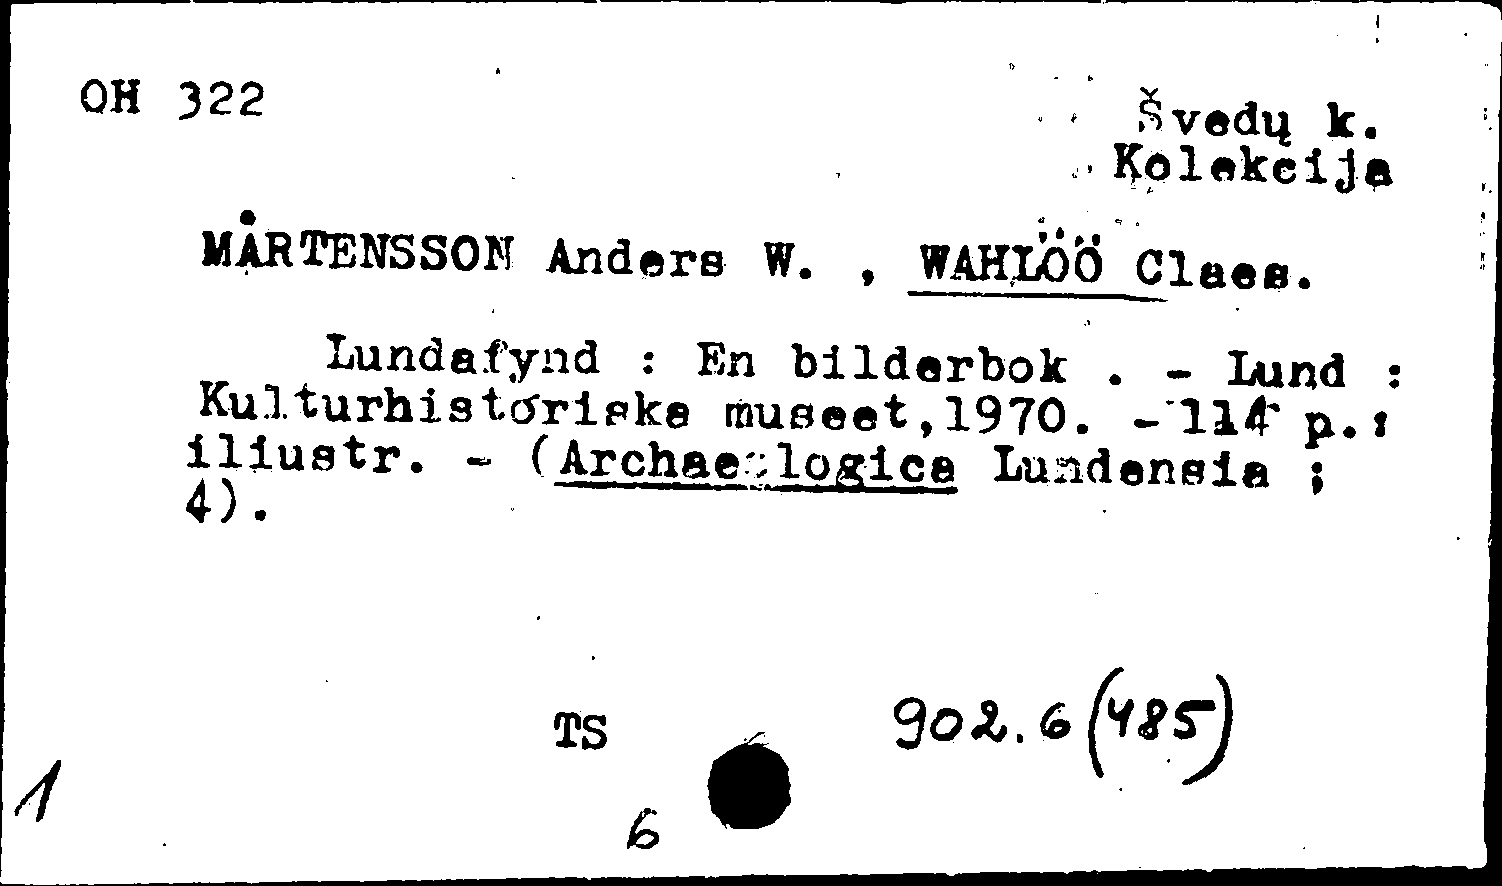 OH 322
Švedų k.
Kolekcija
MÅRTENSSON Anders W. , WAHLÖÖ Claes.
Lundafynd : En bilderbok . - Lund :
Kulturhistoriska museet,1970. - 114 p.:
iliustr. - (Archaeologica Lundensia ;
4).
TS
902.6(485)
1
6